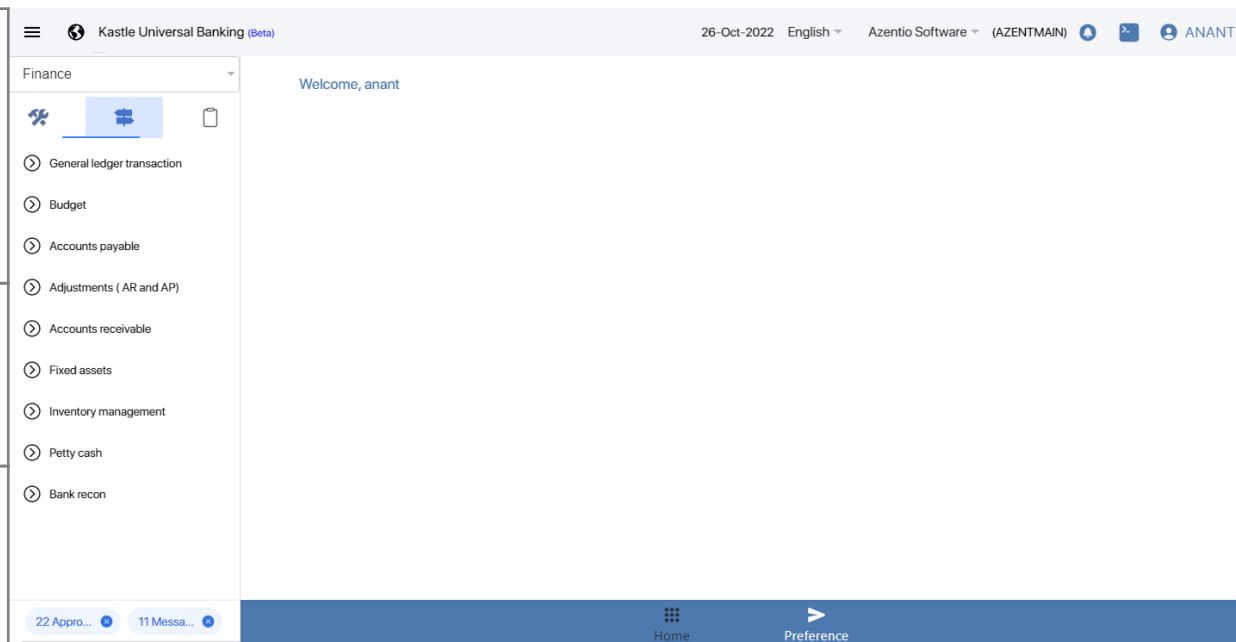 Kastle Universal Banking (Beta) 26-Oct-2022 English Azentio Software (AZENTMAIN) ANANT
Finance
Welcome, anant
General ledger transaction
Budget
Accounts payable
Adjustments ( AR and AP)
Accounts receivable
Fixed assets
Inventory management
Petty cash
Bank recon
22 Appro... 11 Messa...
Home Preference